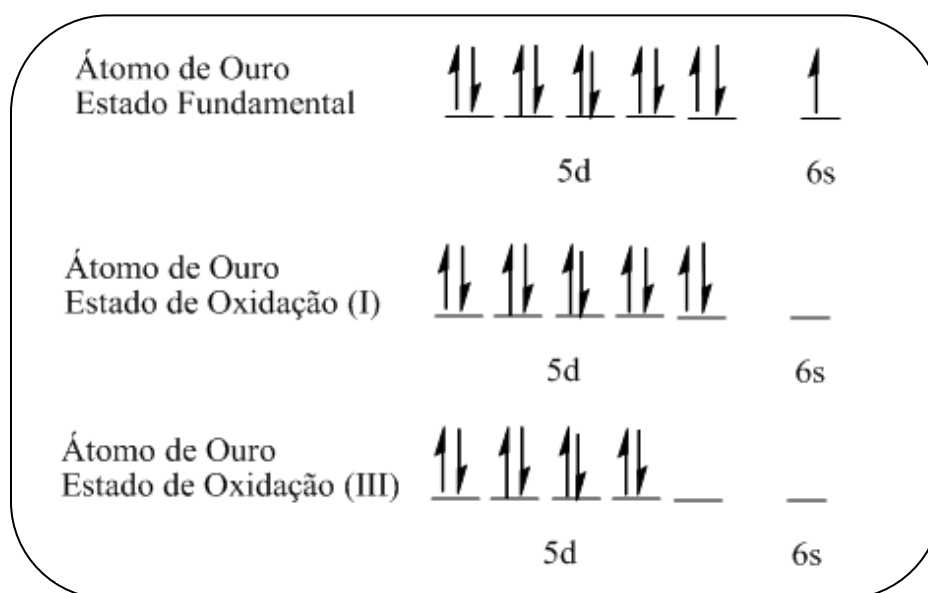 Átomo de Ouro
Estado Fundamental
5d 6s
Átomo de Ouro
Estado de Oxidação (I)
5d 6s
Átomo de Ouro
Estado de Oxidação (III)
5d 6s